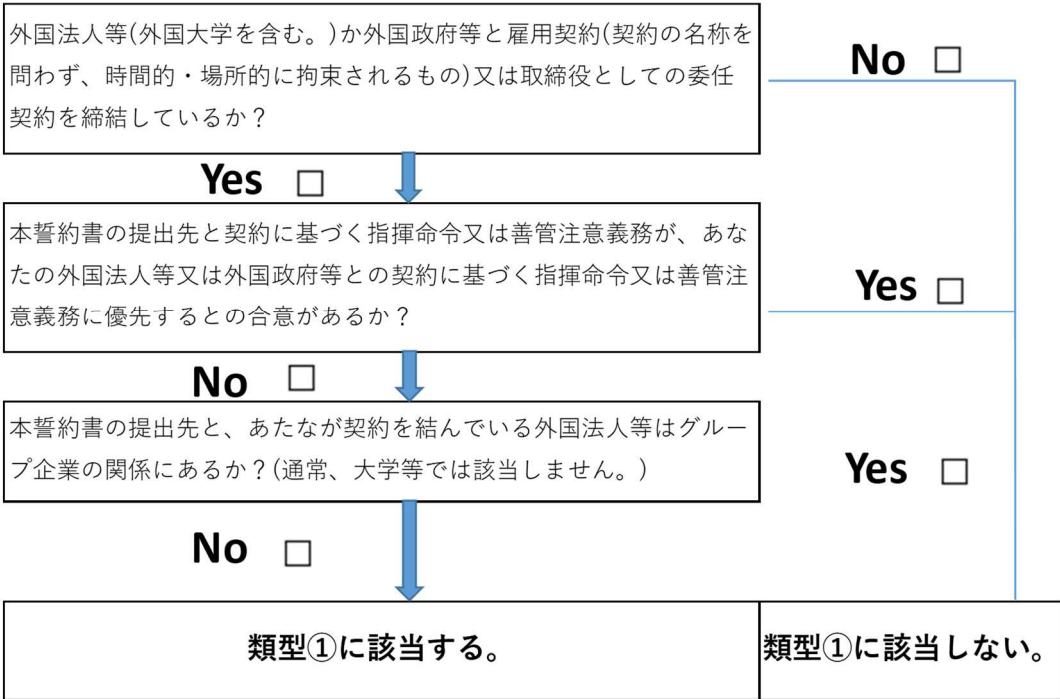 外国法人等(外国大学を含む。)か外国政府等と雇用契約(契約の名称を
問わず、時間的・場所的に拘束されるもの)又は取締役としての委任
契約を締結しているか？
No □
Yes □
本誓約書の提出先と契約に基づく指揮命令又は善管注意義務が、あな
たの外国法人等又は外国政府等との契約に基づく指揮命令又は善管注
意義務に優先するとの合意があるか？
Yes □
No □
本誓約書の提出先と、あたなが契約を結んでいる外国法人等はグルー
プ企業の関係にあるか？(通常、大学等では該当しません。)
Yes □
No □
類型①に該当する。
類型①に該当しない。